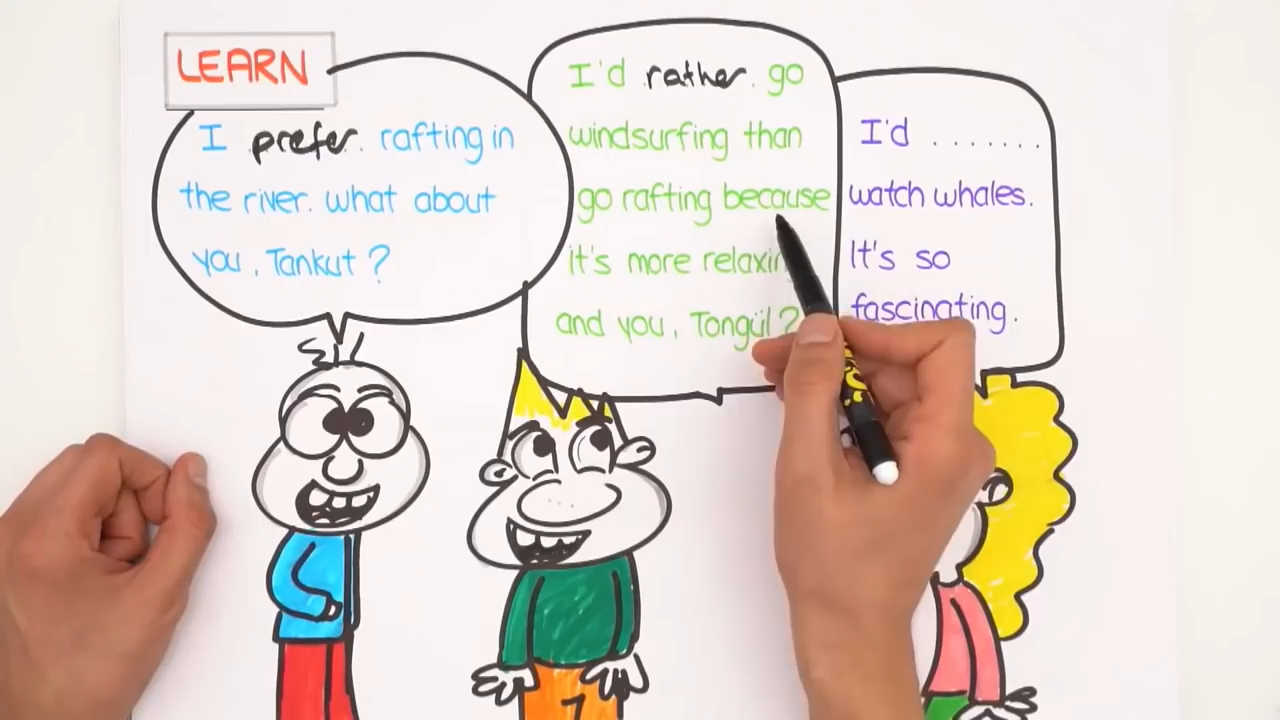 LEARN
I prefer. rafting in
the river. what about
you, Tankut?
I'd rather. go
windsurfing than
go rafting because
it's more
and you, Tongül?
I'd .......
watch whales.
It's so
fascinating.